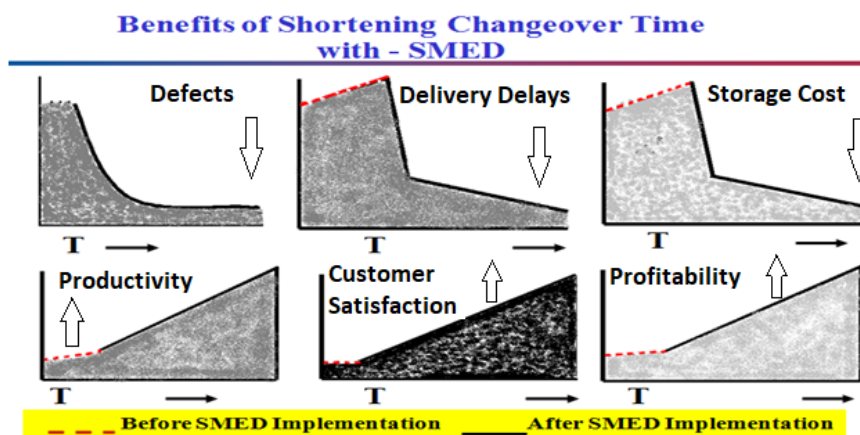 Benefits of Shortening Changeover Time
with - SMED
Defects
Delivery Delays
Storage Cost
T
T
T
Productivity
Customer
Satisfaction
Profitability
T
T
T
Before SMED Implementation
After SMED Implementation